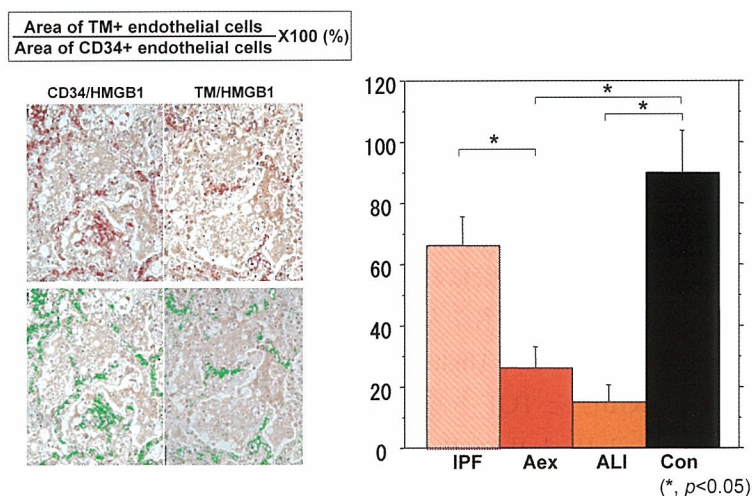 Area of TM+ endothelial cells
Area of CD34+ endothelial cells
X100 (%)
CD34/HMGB1 TM/HMGB1
120
100
80
60
40
20
0
*
*
*
IPF Aex ALI Con
(*, p<0.05)